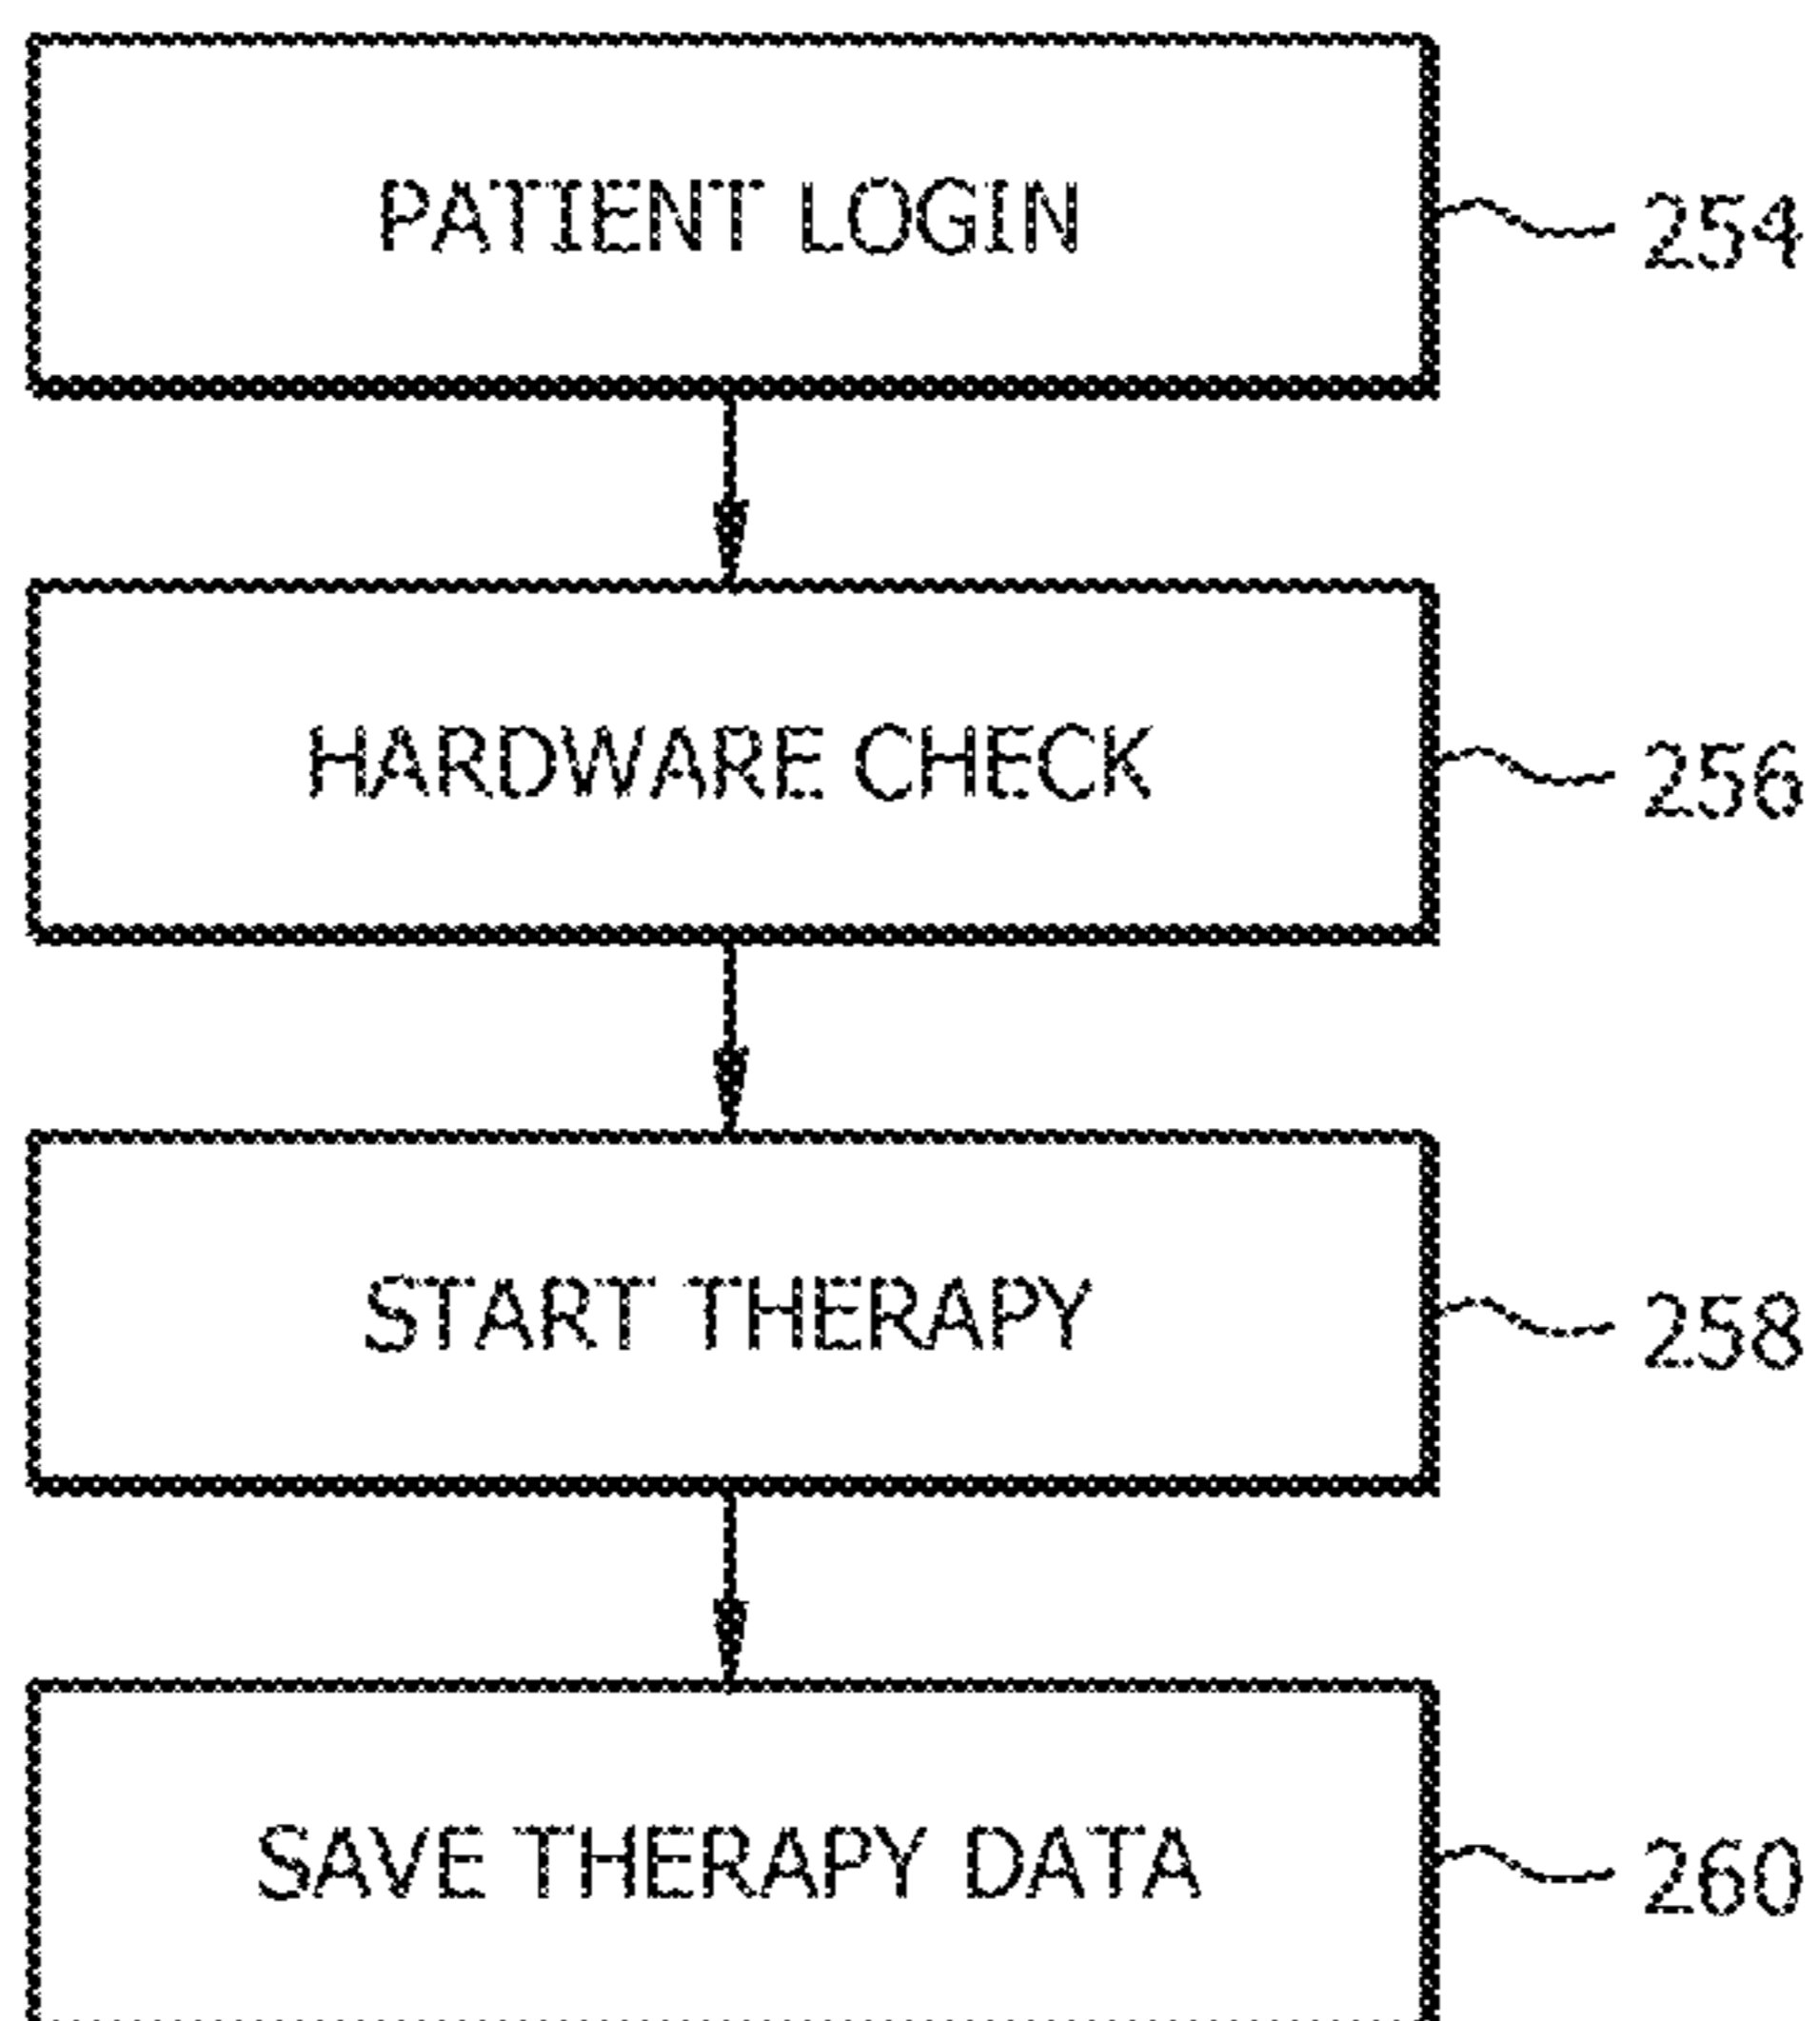 PATIENT LOGIN
254
HARDWARE CHECK
256
START THERAPY
258
SAVE THERAPY DATA
260